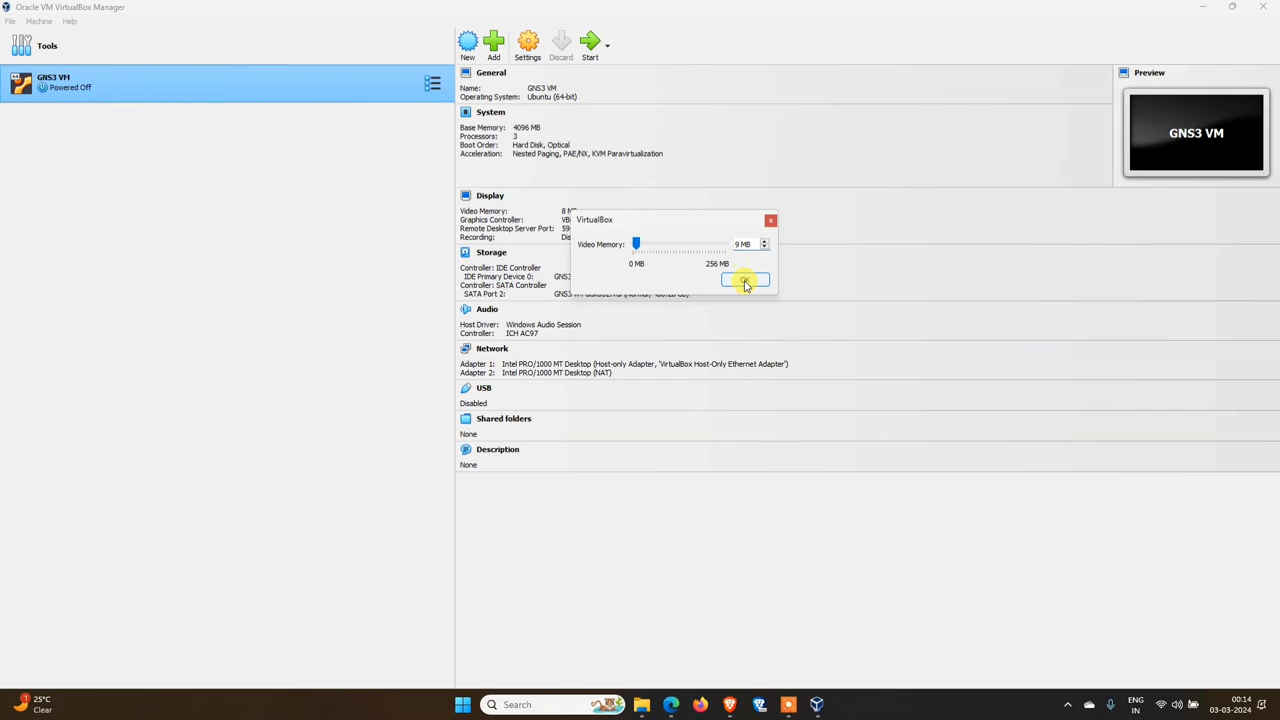 Oracle VM VirtualBox Manager
File Machine Help
Tools
GNS3 VM
Powered Off
New Add Settings Discard Start
General
Name: GNS3 VM
Operating System: Ubuntu (64-bit)
System
Base Memory: 4096 MB
Processors: 3
Boot Order: Hard Disk, Optical
Acceleration: Nested Paging, PAE/NX, KVM Paravirtualization
Preview
GNS3 VM
Display
Video Memory: 8
Graphics Controller:
Remote Desktop Server Port: 59
Recording:
VirtualBox
Video Memory: 9 MB
0 MB 256 MB
OK
Storage
Controller: IDE Controller
IDE Primary Device 0: GNS3
Controller: SATA Controller
SATA Port 2:
Audio
Host Driver: Windows Audio Session
Controller: ICH AC97
Network
Adapter 1: Intel PRO/1000 MT Desktop (Host-only Adapter, 'VirtualBox Host-Only Ethernet Adapter')
Adapter 2: Intel PRO/1000 MT Desktop (NAT)
USB
Disabled
Shared folders
None
Description
None
1
25°C
Clear
Search
ENG
IN
00:14
03-03-2024